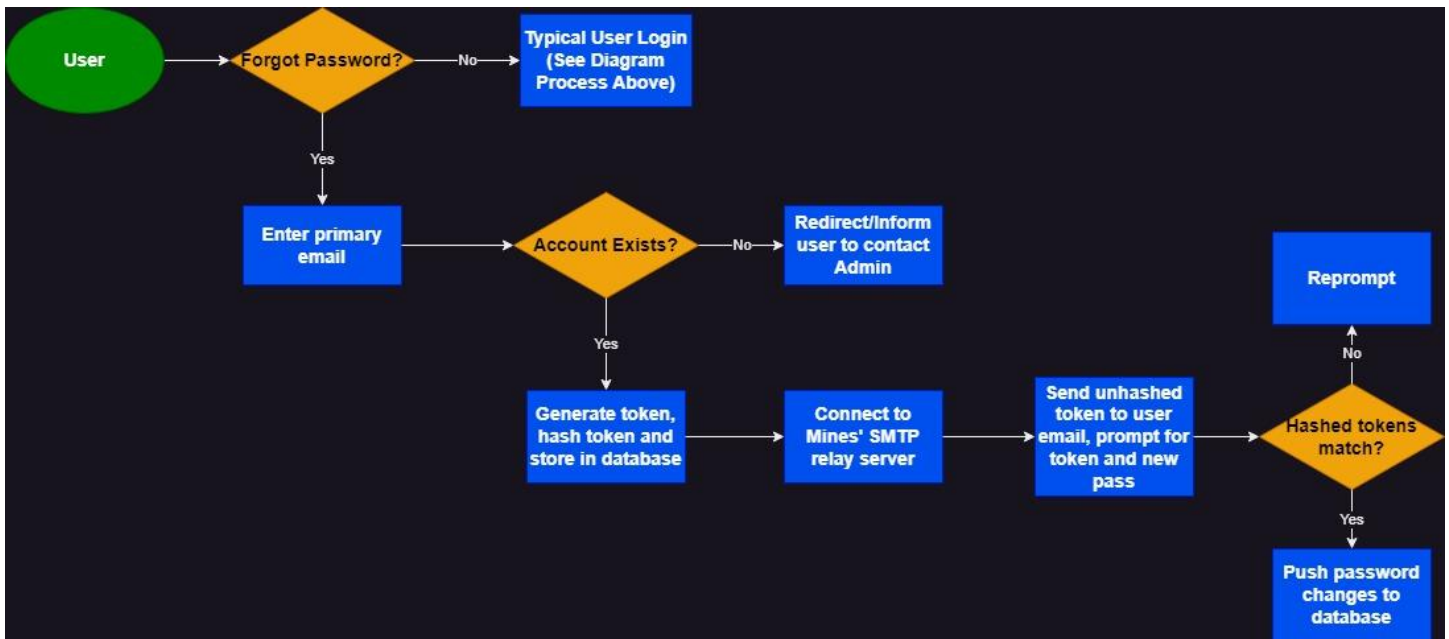 User
Forgot Password?
No
Typical User Login
(See Diagram
Process Above)
Yes
Enter primary
email
Account Exists?
No
Redirect/Inform
user to contact
Admin
Yes
Generate token,
hash token and
store in database
Connect to
Mines' SMTP
relay server
Send unhashed
token to user
email, prompt for
token and new
pass
Hashed tokens
match?
No
Reprompt
Yes
Push password
changes to
database